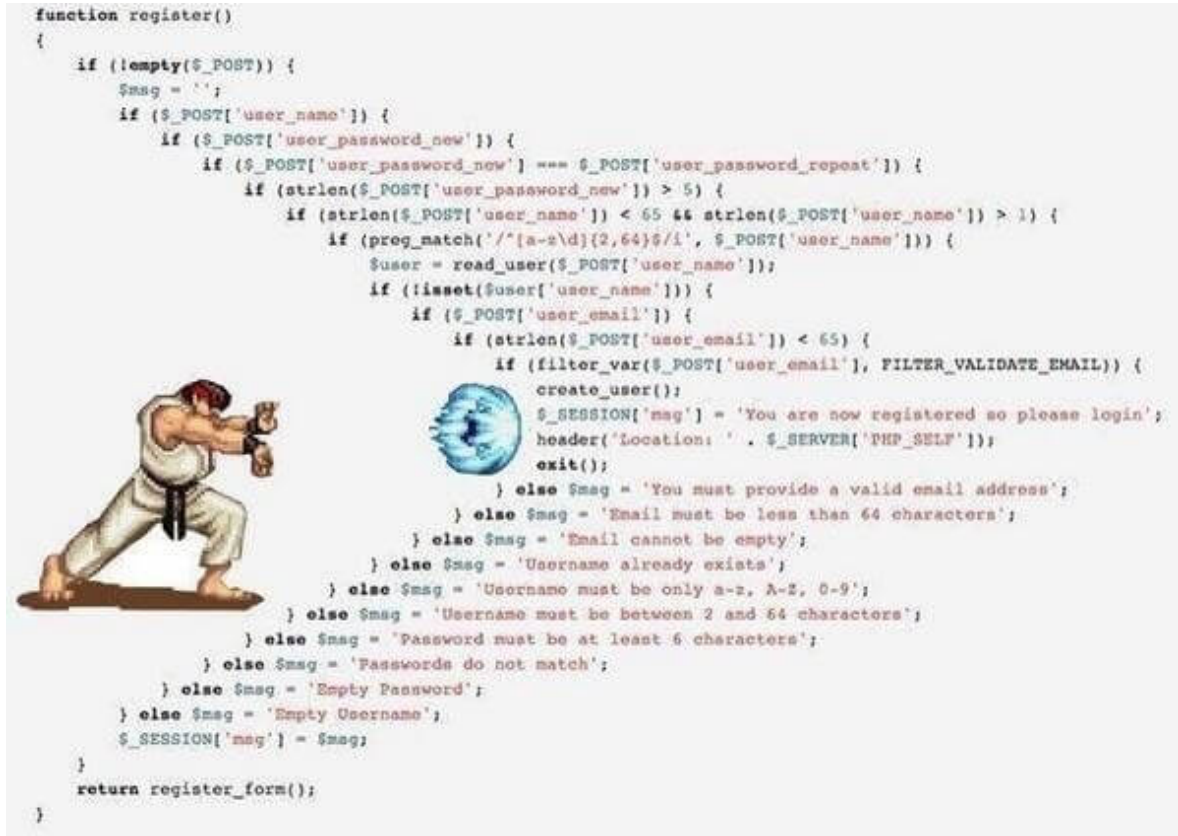 function register()
{
if (!empty($_POST)) {
$msg = '';
if ($_POST['user_name']) {
if ($_POST['user_password_new']) {
if ($_POST['user_password_new'] === $_POST['user_password_repeat']) {
if (strlen($_POST['user_password_new']) > 5) {
if (strlen($_POST['user_name']) < 65 && strlen($_POST['user_name']) > 1) {
if (preg_match('/^[a-z\d]{2,64}$/i', $_POST['user_name'])) {
$user = read_user($_POST['user_name']);
if (!isset($user['user_name'])) {
if ($_POST['user_email']) {
if (strlen($_POST['user_email']) < 65) {
if (filter_var($_POST['user_email'], FILTER_VALIDATE_EMAIL)) {
create_user();
$_SESSION['msg'] = 'You are now registered so please login';
header('Location: ' . $_SERVER['PHP_SELF']);
exit();
} else $msg = 'You must provide a valid email address';
} else $msg = 'Email must be less than 64 characters';
} else $msg = 'Email cannot be empty';
} else $msg = 'Username already exists';
} else $msg = 'Username must be only a-z, A-Z, 0-9';
} else $msg = 'Username must be between 2 and 64 characters';
} else $msg = 'Password must be at least 6 characters';
} else $msg = 'Passwords do not match';
} else $msg = 'Empty Password';
} else $msg = 'Empty Username';
$_SESSION['msg'] = $msg;
}
return register_form();
}